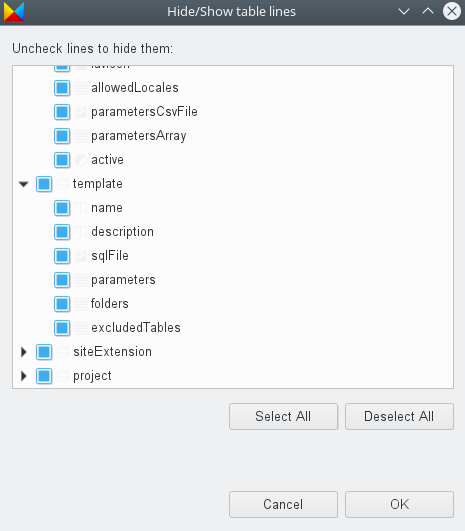 Hide/Show table lines
Uncheck lines to hide them:
allowedLocales
parametersCsvFile
parametersArray
active
template
name
description
sqlFile
parameters
folders
excludedTables
siteExtension
project
Select All
Deselect All
Cancel
OK